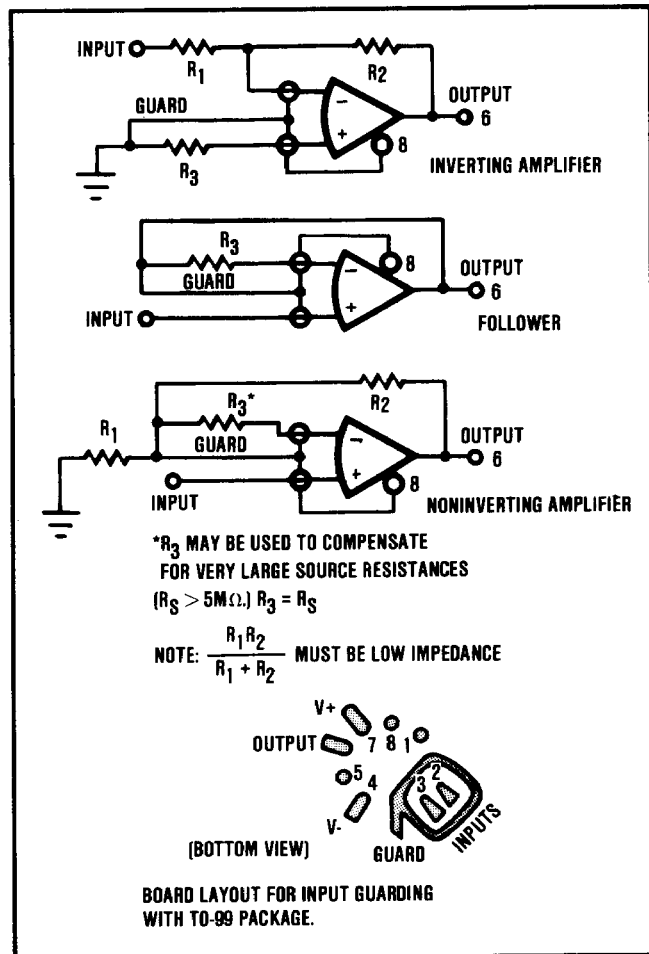 INPUT R1 R2
OUTPUT
GUARD
−
+
6
8
R3
INVERTING AMPLIFIER
R3
GUARD
−
+
8
OUTPUT
6
INPUT
FOLLOWER
R2
R3*
R1
GUARD
−
+
OUTPUT
6
8
INPUT
NONINVERTING AMPLIFIER
*R3 MAY BE USED TO COMPENSATE
FOR VERY LARGE SOURCE RESISTANCES
(RS > 5MΩ.) R3 = RS
NOTE: R1R2 / R1 + R2 MUST BE LOW IMPEDANCE
V+
OUTPUT
7 8 1
5
4
3 2
V-
INPUTS
(BOTTOM VIEW)
GUARD
BOARD LAYOUT FOR INPUT GUARDING
WITH TO-99 PACKAGE.